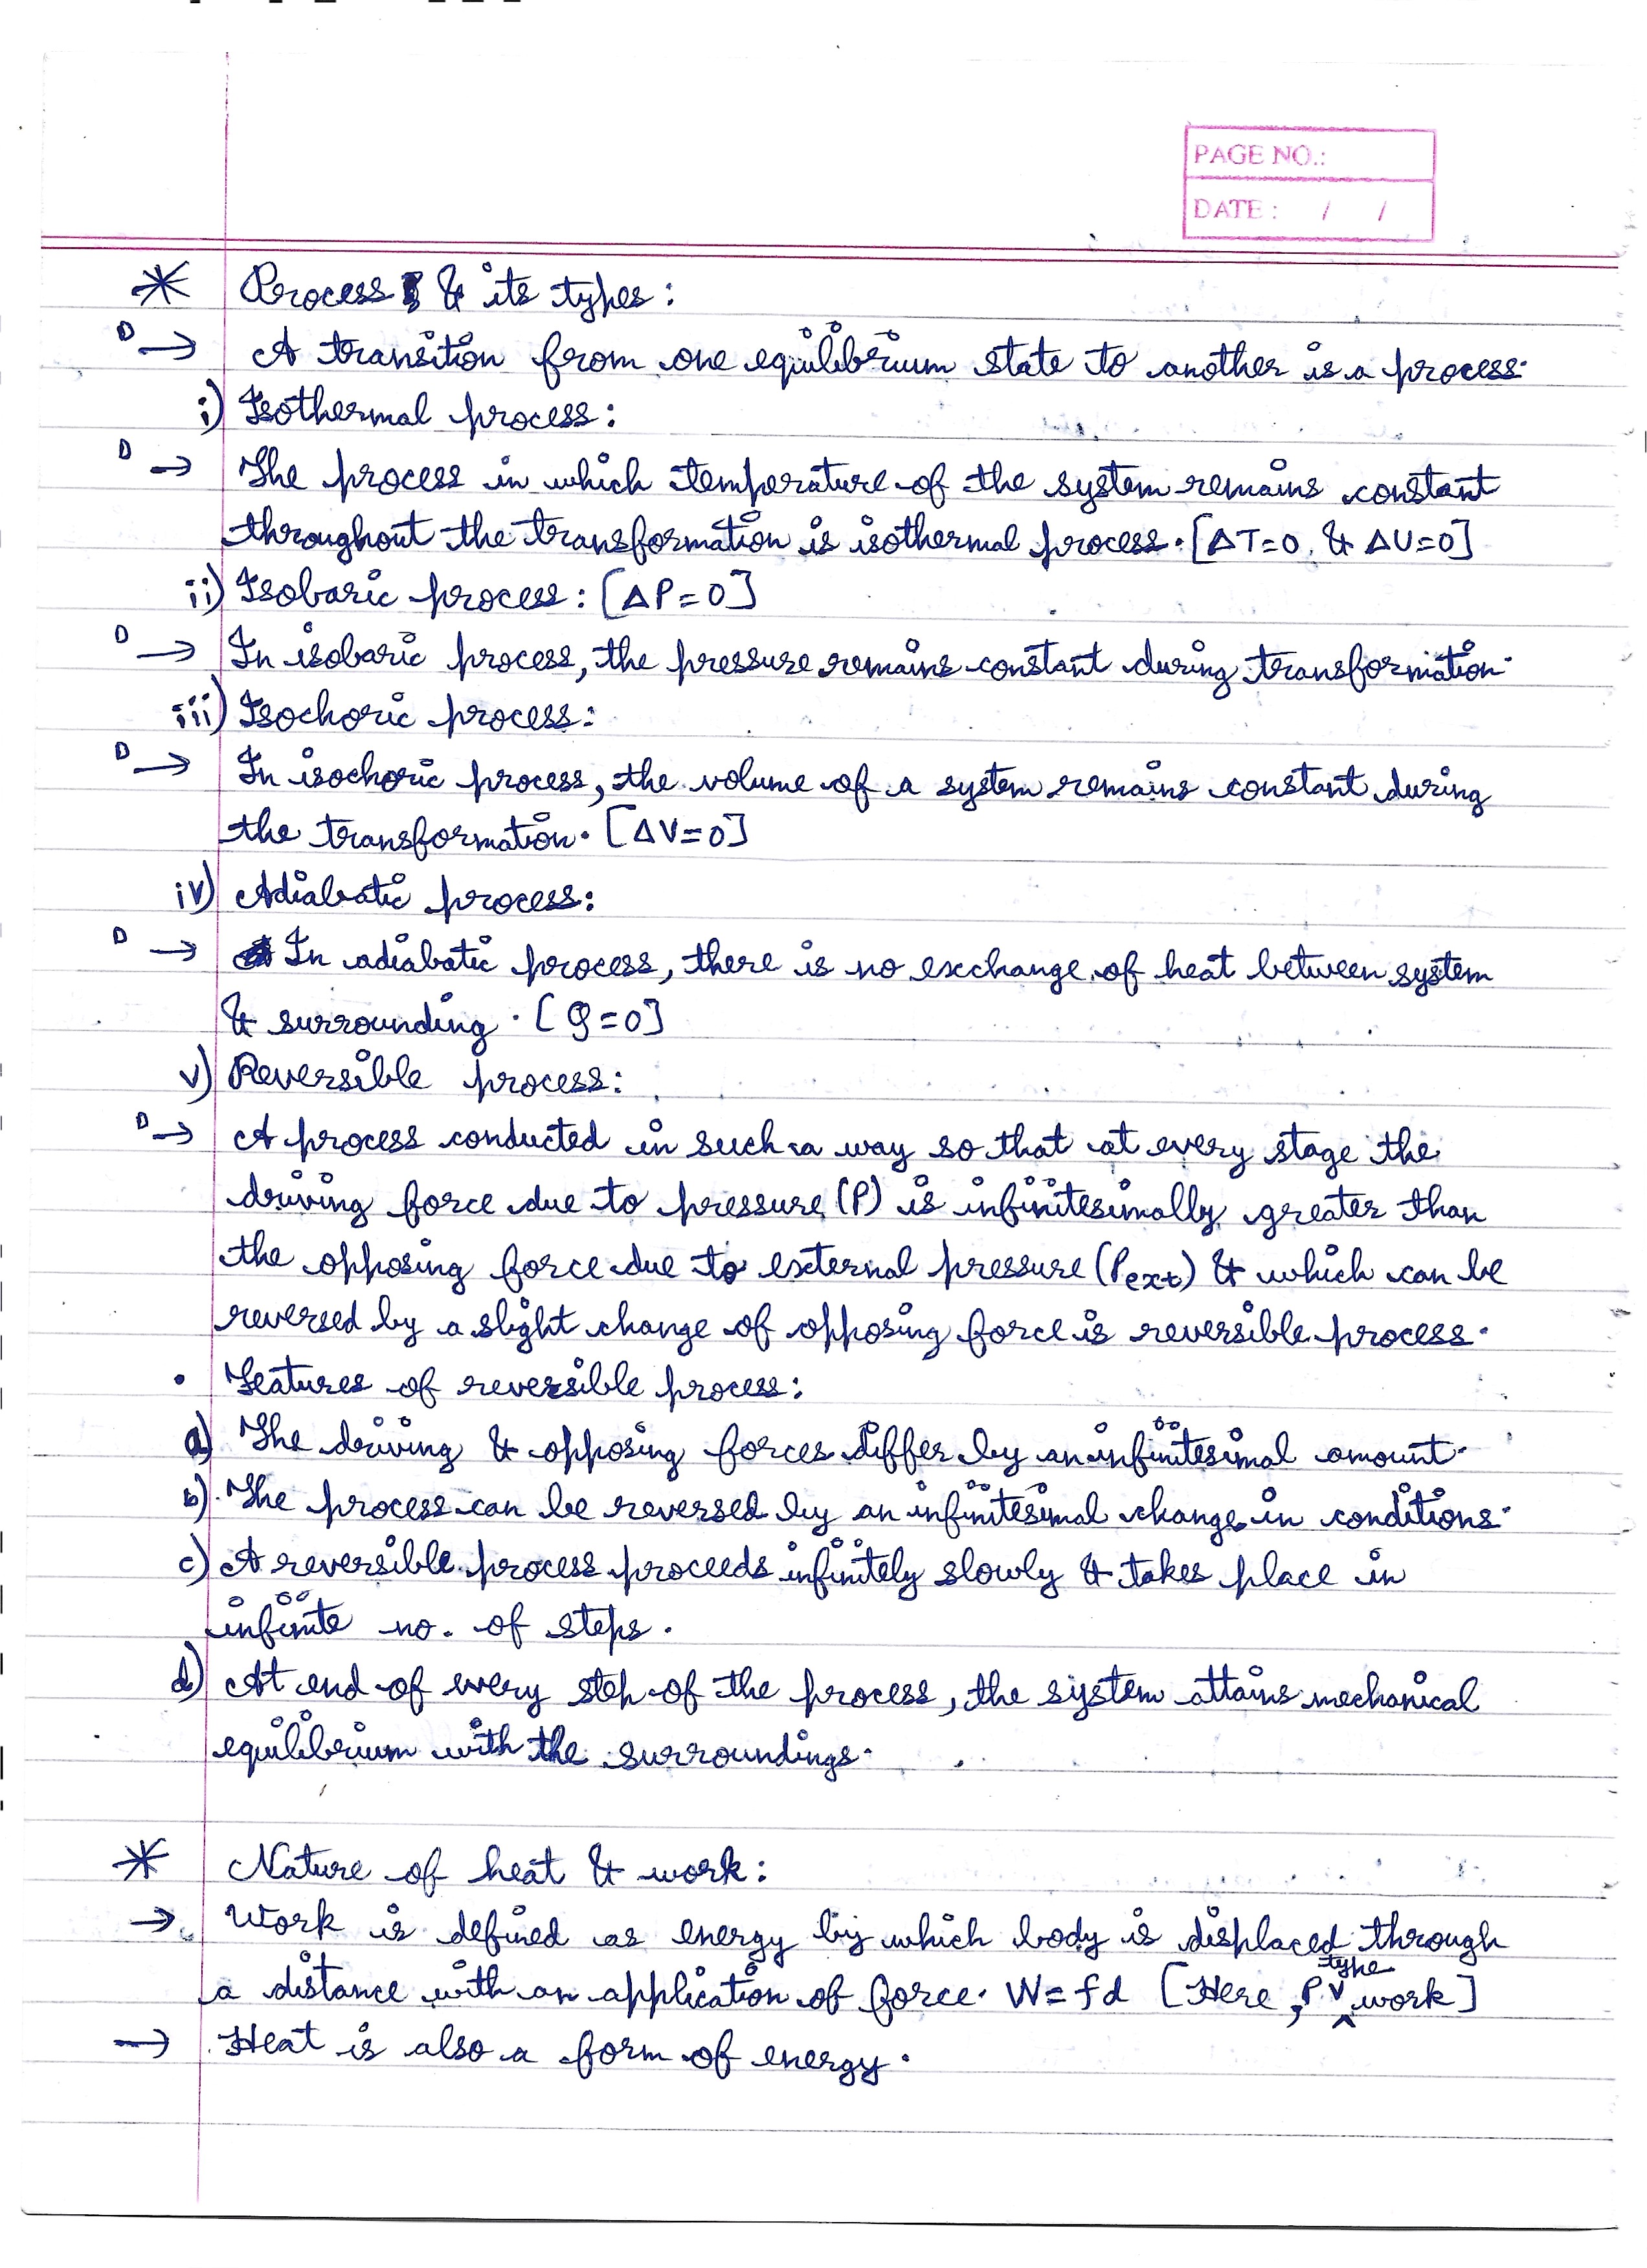 PAGE NO.:
DATE : / /
* Process & its types:
D → A transition from one equilibrium state to another is a process.
i) Isothermal process:
D → The process in which temperature of the system remains constant
throughout the transformation is isothermal process. [ΔT=0 & ΔU=0]
ii) Isobaric process: [ΔP=0]
D → In isobaric process, the pressure remains constant during transformation.
iii) Isochoric process:
D → In isochoric process, the volume of a system remains constant during
the transformation. [ΔV=0]
iv) Adiabatic process:
D → In adiabatic process, there is no exchange of heat between system
& surrounding. [Q=0]
v) Reversible process:
D → A process conducted in such a way so that at every stage the
driving force due to pressure (P) is infinitesimally greater than
the opposing force due to external pressure (Pext) & which can be
reversed by a slight change of opposing force is reversible process.
• Features of reversible process:
a) The driving & opposing forces differ by an infinitesimal amount.
b) The process can be reversed by an infinitesimal change in conditions.
c) A reversible process proceeds infinitely slowly & takes place in
infinite no. of steps.
d) At end of every step of the process, the system attains mechanical
equilibrium with the surroundings.
* Nature of heat & work:
→ Work is defined as energy by which body is displaced through
a distance with an application of force. W=fd [Here, PV type work]
→ Heat is also a form of energy.